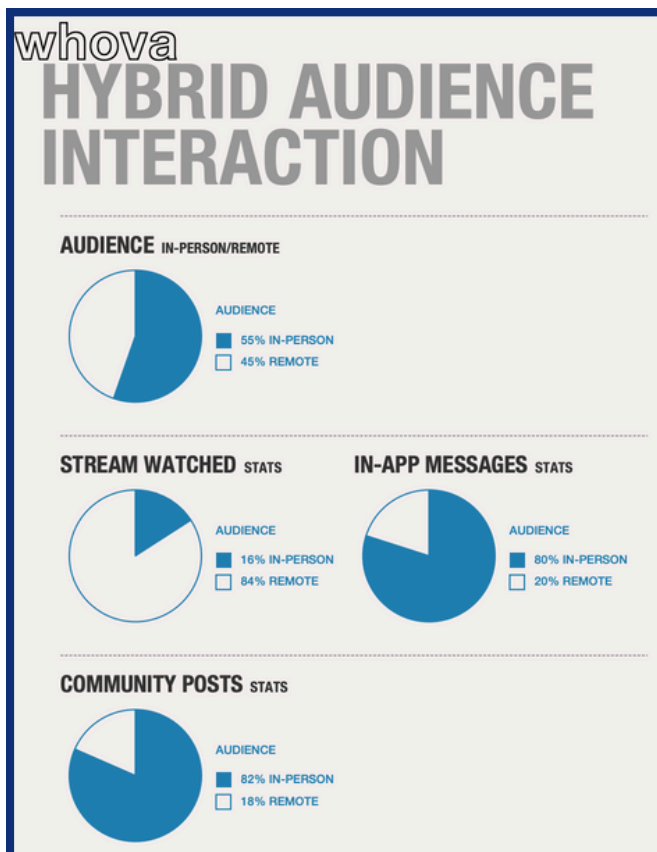 whova
HYBRID AUDIENCE
INTERACTION
AUDIENCE IN-PERSON/REMOTE
AUDIENCE
55% IN-PERSON
45% REMOTE
STREAM WATCHED STATS
AUDIENCE
16% IN-PERSON
84% REMOTE
IN-APP MESSAGES STATS
AUDIENCE
80% IN-PERSON
20% REMOTE
COMMUNITY POSTS STATS
AUDIENCE
82% IN-PERSON
18% REMOTE